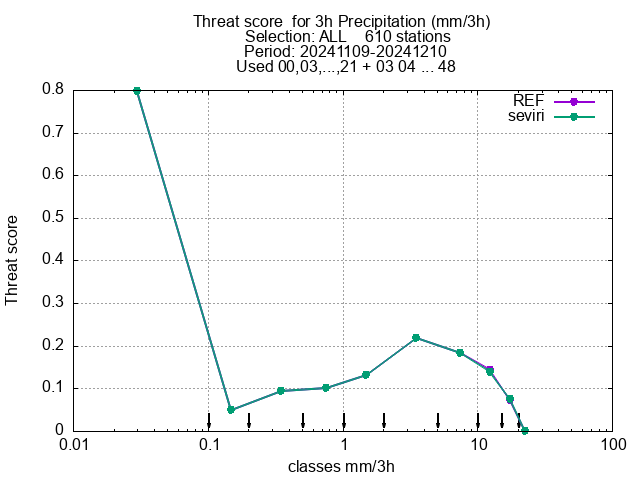 Threat score  for 3h Precipitation (mm/3h)
Selection: ALL    610 stations
Period: 20241109-20241210
Used 00,03,...,21 + 03 04 ... 48
REF
seviri
Threat score
0.8
0.7
0.6
0.5
0.4
0.3
0.2
0.1
0
0.01 0.1 1 10 100
classes mm/3h